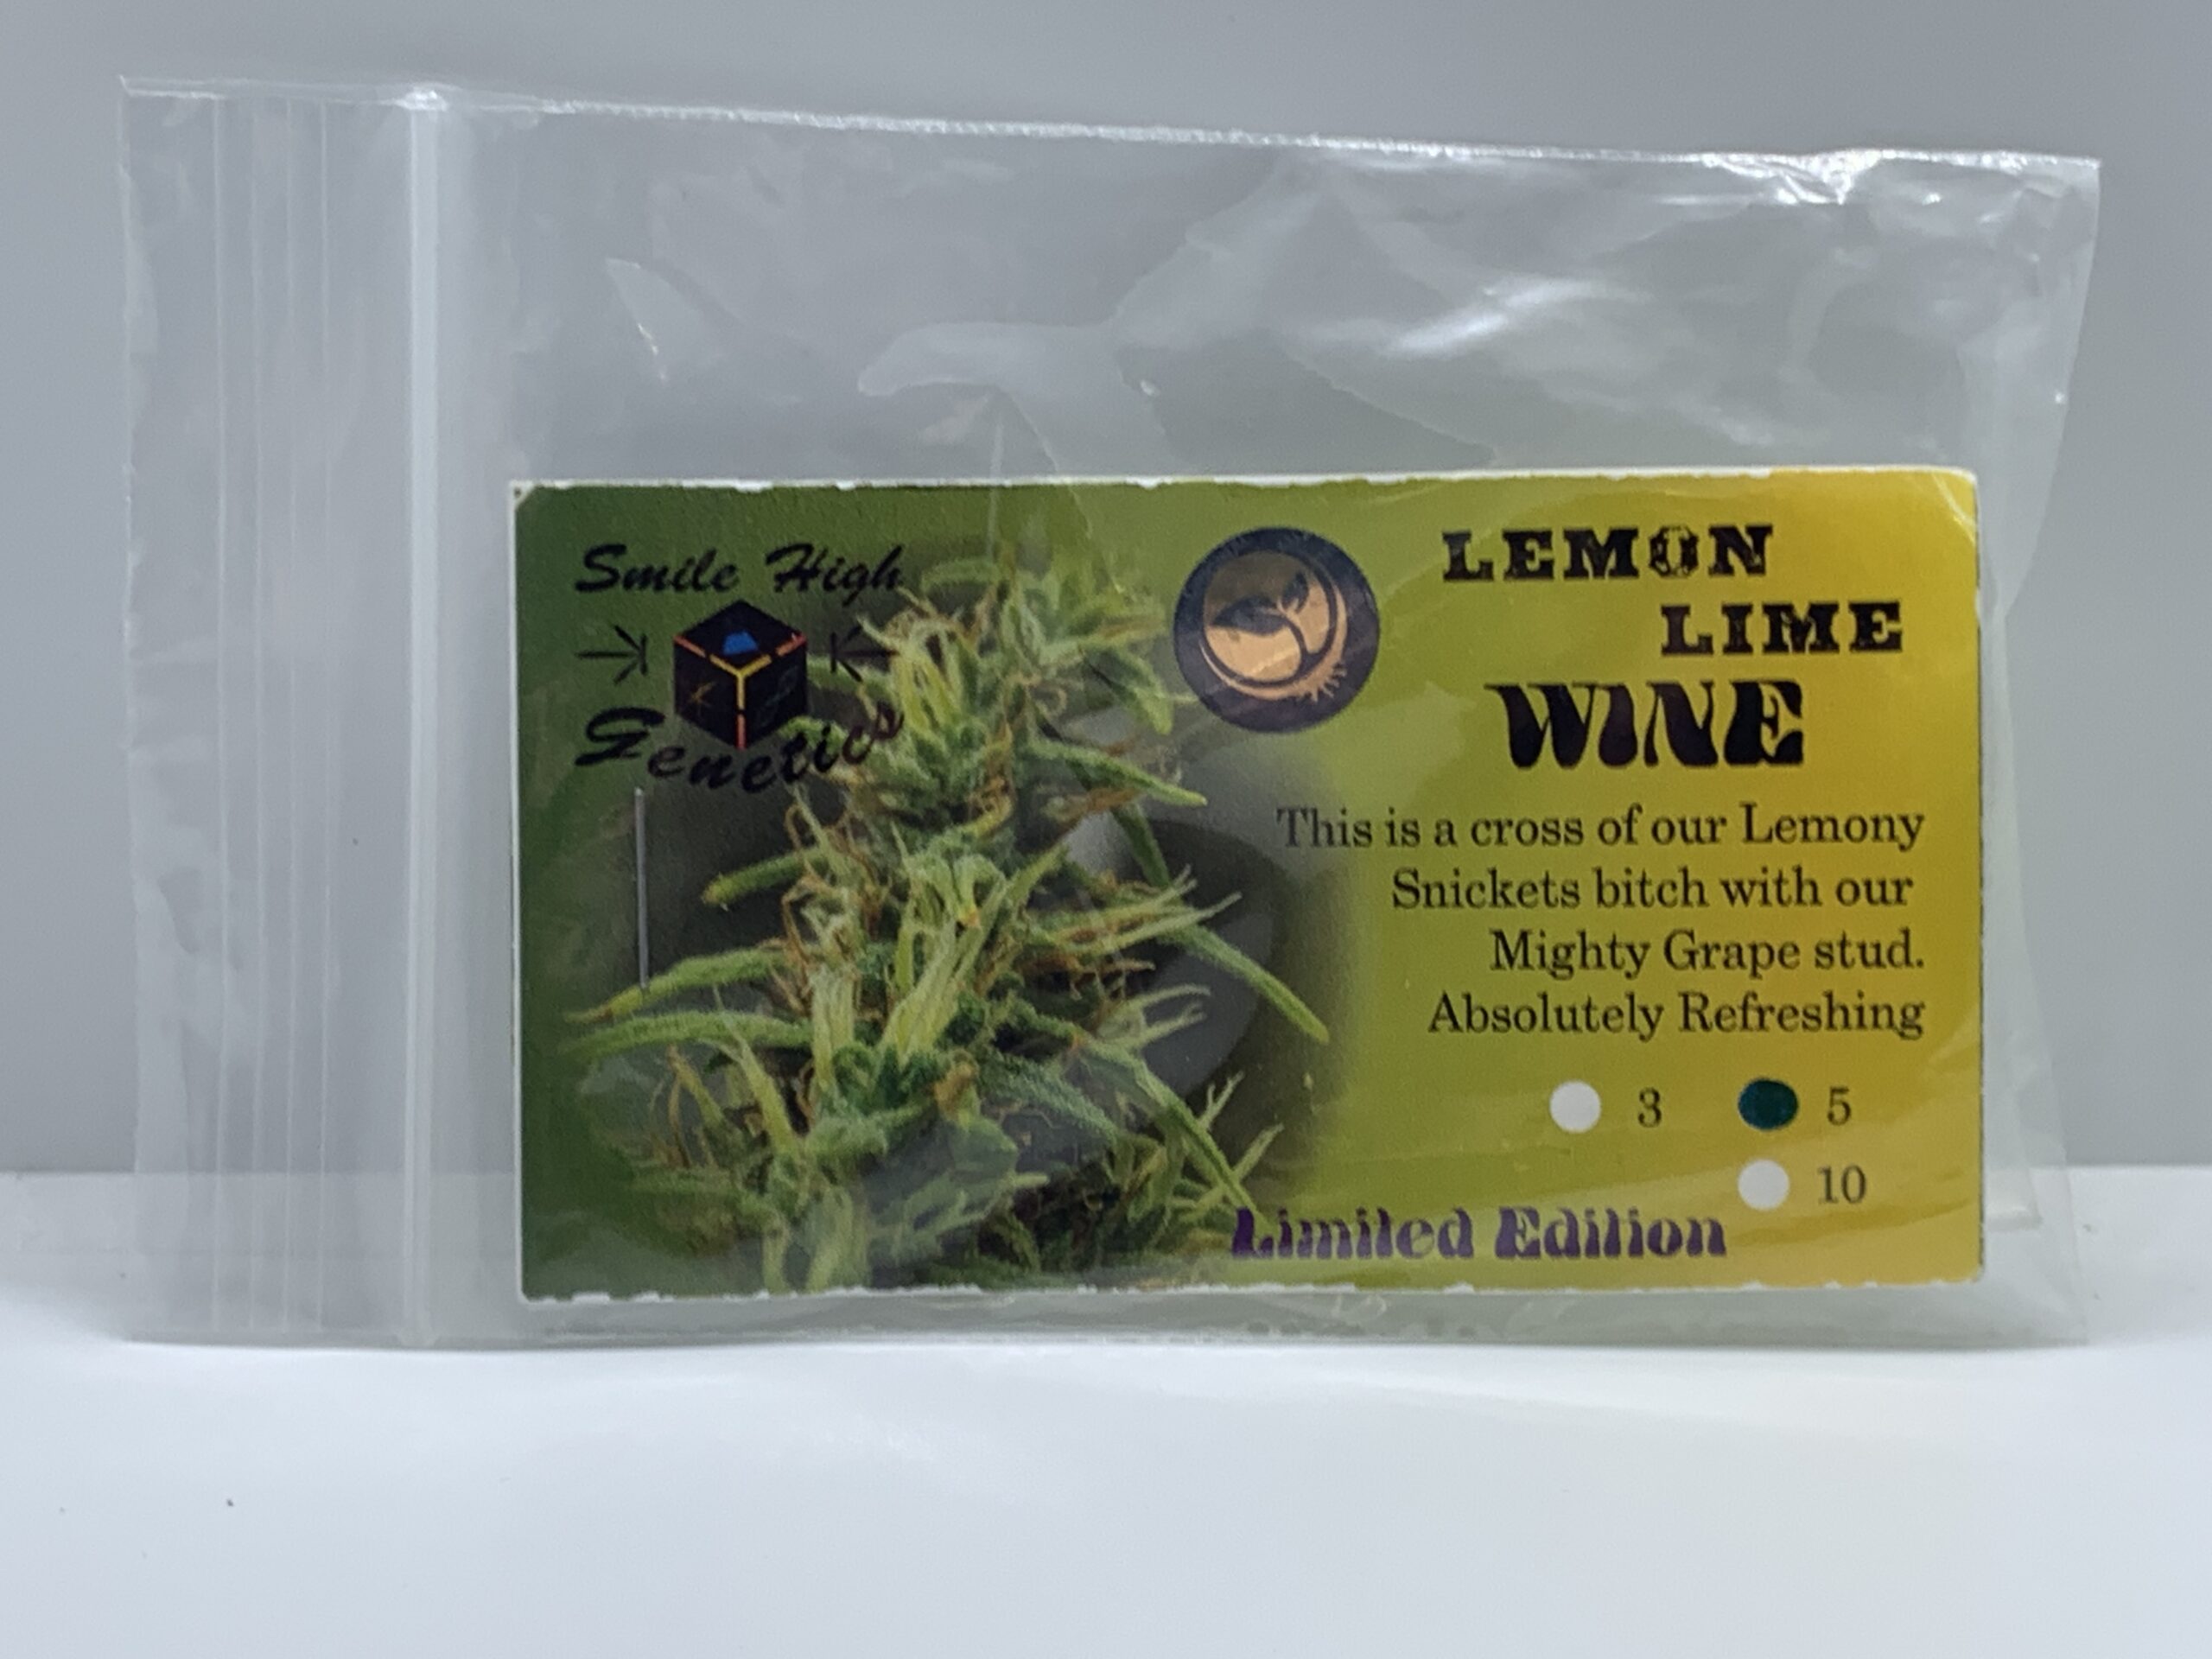 Smile High
Genetics
LEMON
LIME
WINE
This is a cross of our Lemony
Snickets bitch with our
Mighty Grape stud.
Absolutely Refreshing
3 5
10
Limited Edition